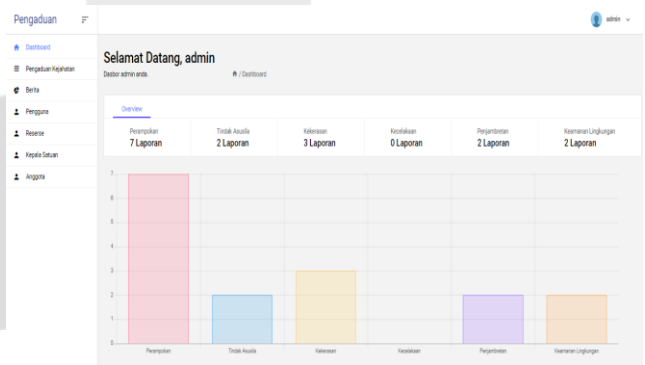 Pengaduan
admin
Dashboard
Pengaduan Kejahatan
Berita
Pengguna
Reserse
Kepala Satuan
Anggota
Selamat Datang, admin
Dasbor admin anda.
/ Dashboard
Overview
Perampokan
7 Laporan
Tindak Asusila
2 Laporan
Kekerasan
3 Laporan
Kecelakaan
0 Laporan
Penjambretan
2 Laporan
Keamanan Lingkungan
2 Laporan
7
6
5
4
3
2
1
0
Perampokan
Tindak Asusila
Kekerasan
Kecelakaan
Penjambretan
Keamanan Lingkungan